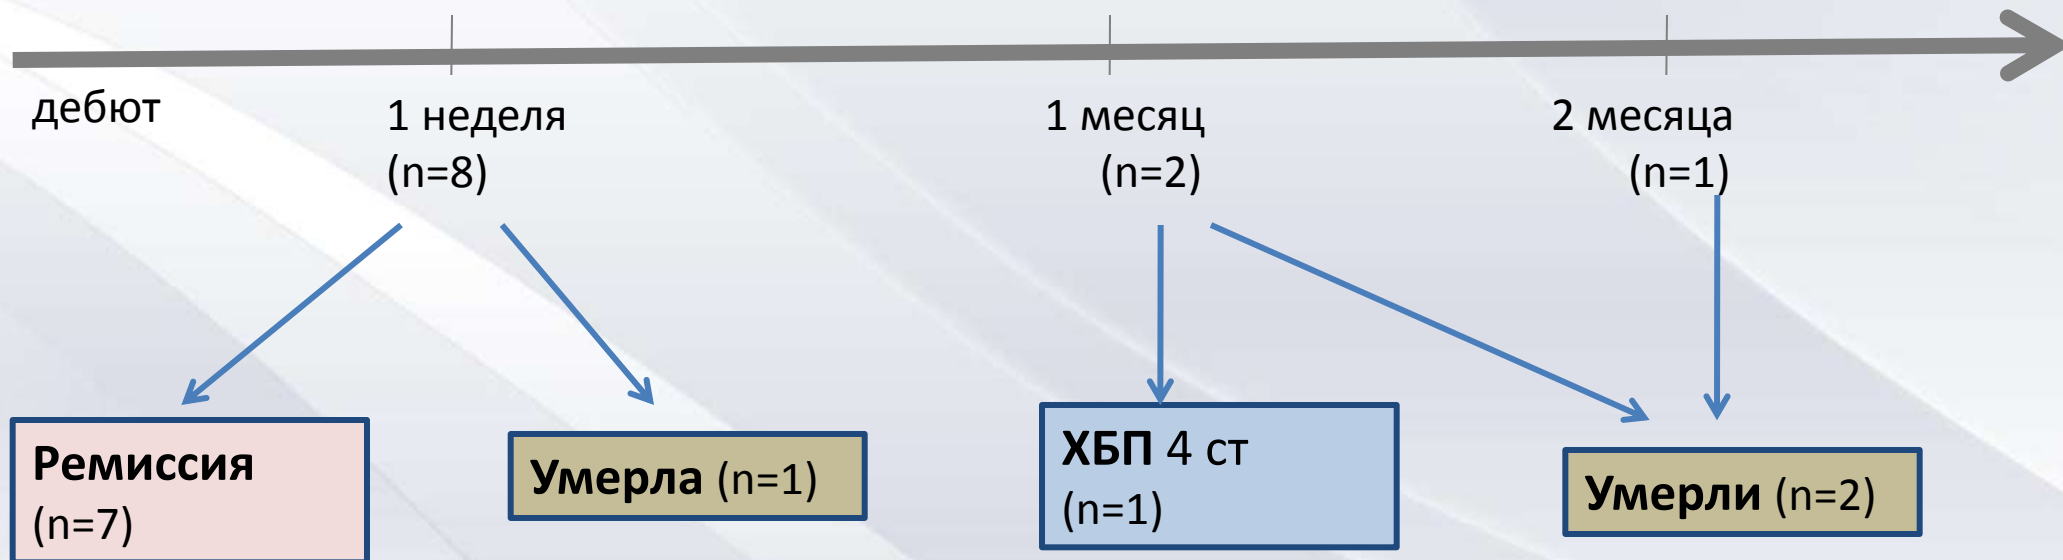 дебют
1 неделя
(n=8)
1 месяц
(n=2)
2 месяца
(n=1)
Ремиссия
(n=7)
Умерла (n=1)
ХБП 4 ст
(n=1)
Умерли (n=2)